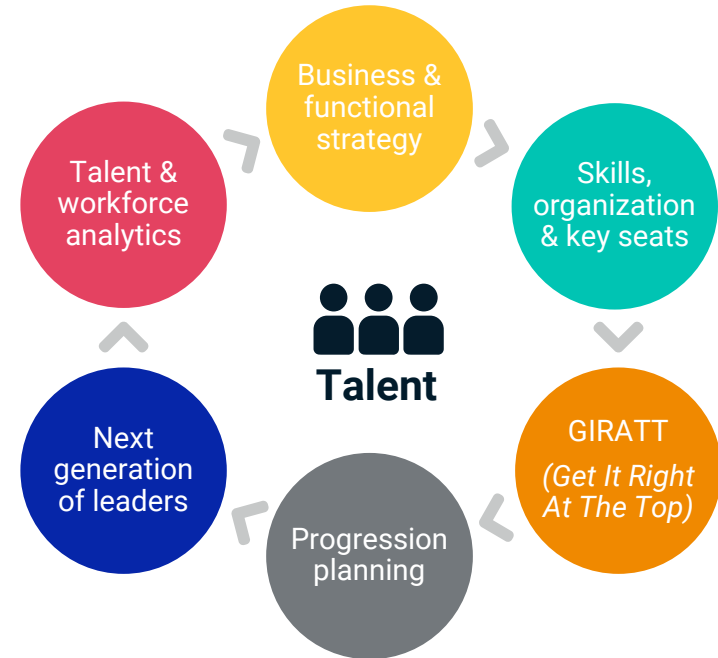 Business &
functional
strategy
Skills,
organization
& key seats
GIRATT
(Get It Right
At The Top)
Progression
planning
Next
generation
of leaders
Talent &
workforce
analytics
Talent